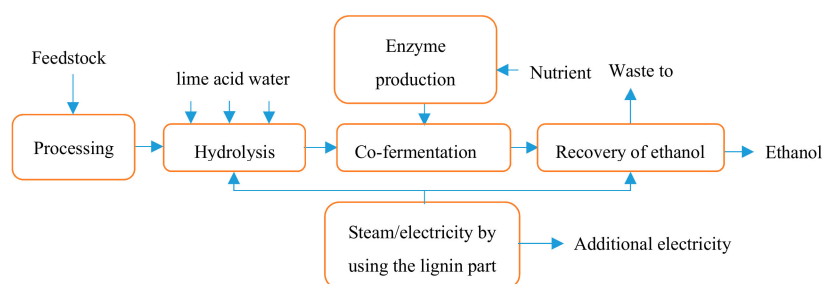 Feedstock
lime acid water
Enzyme
production
Nutrient
Waste to
Processing
Hydrolysis
Co-fermentation
Recovery of ethanol
Ethanol
Steam/electricity by
using the lignin part
Additional electricity